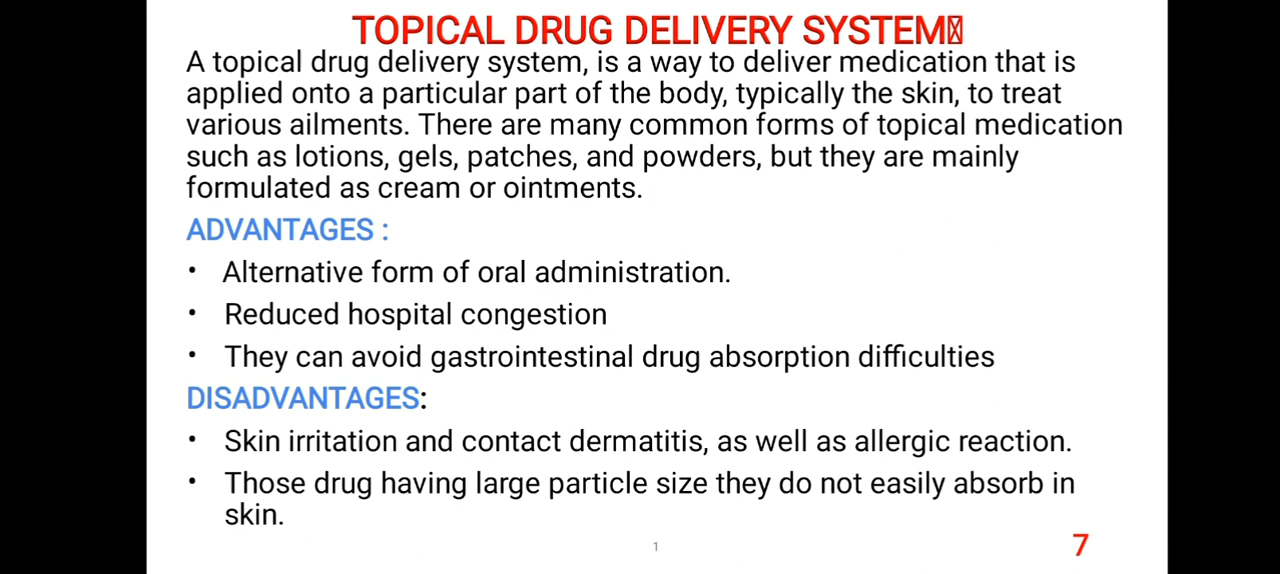 TOPICAL DRUG DELIVERY SYSTEM
A topical drug delivery system, is a way to deliver medication that is
applied onto a particular part of the body, typically the skin, to treat
various ailments. There are many common forms of topical medication
such as lotions, gels, patches, and powders, but they are mainly
formulated as cream or ointments.
ADVANTAGES :
• Alternative form of oral administration.
• Reduced hospital congestion
• They can avoid gastrointestinal drug absorption difficulties
DISADVANTAGES:
• Skin irritation and contact dermatitis, as well as allergic reaction.
• Those drug having large particle size they do not easily absorb in
skin.
1
7